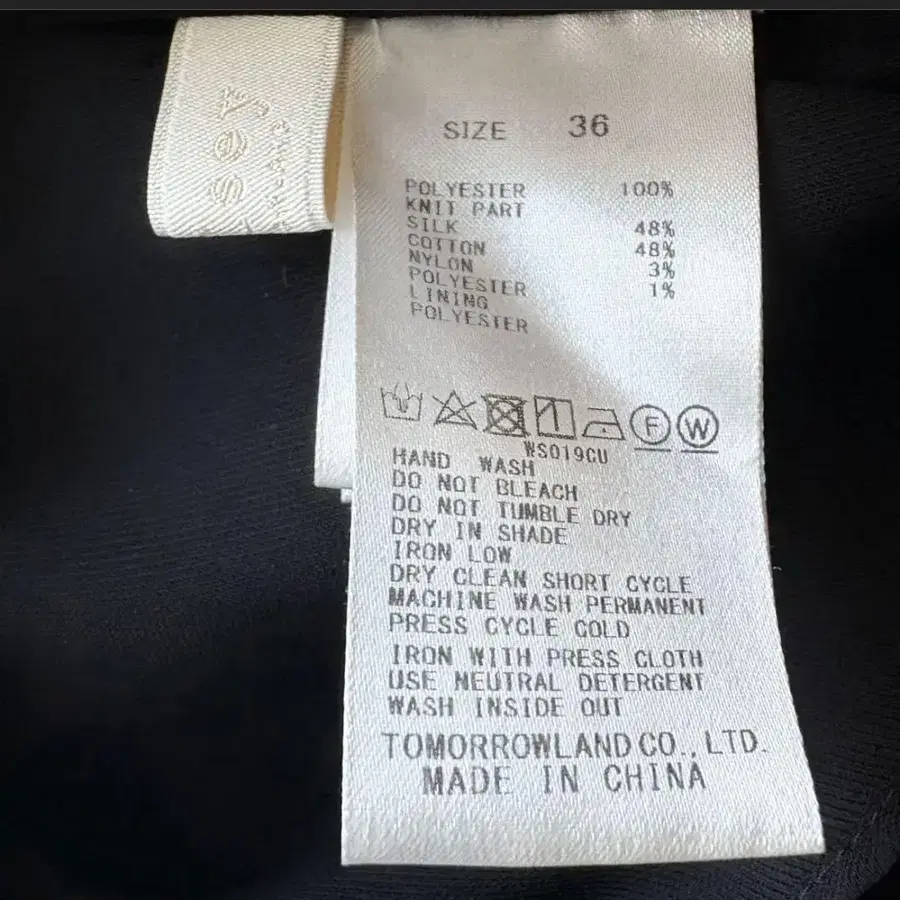 SIZE 36
POLYESTER 100%
KNIT PART
SILK 48%
COTTON 48%
NYLON 3%
POLYESTER 1%
LINING
POLYESTER
F W
WS019CU
HAND WASH
DO NOT BLEACH
DO NOT TUMBLE DRY
DRY IN SHADE
IRON LOW
DRY CLEAN SHORT CYCLE
MACHINE WASH PERMANENT
PRESS CYCLE COLD
IRON WITH PRESS CLOTH
USE NEUTRAL DETERGENT
WASH INSIDE OUT
TOMORROWLAND CO., LTD.
MADE IN CHINA